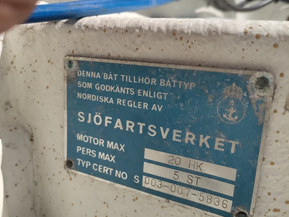 DENNA BÅT TILLHÖR BÅTTYP
SOM GODKÄNTS ENLIGT
NORDISKA REGLER AV
SJÖFARTSVERKET
MOTOR MAX 20 HK
PERS MAX 5 ST
TYP CERT NO S 003-007-5836